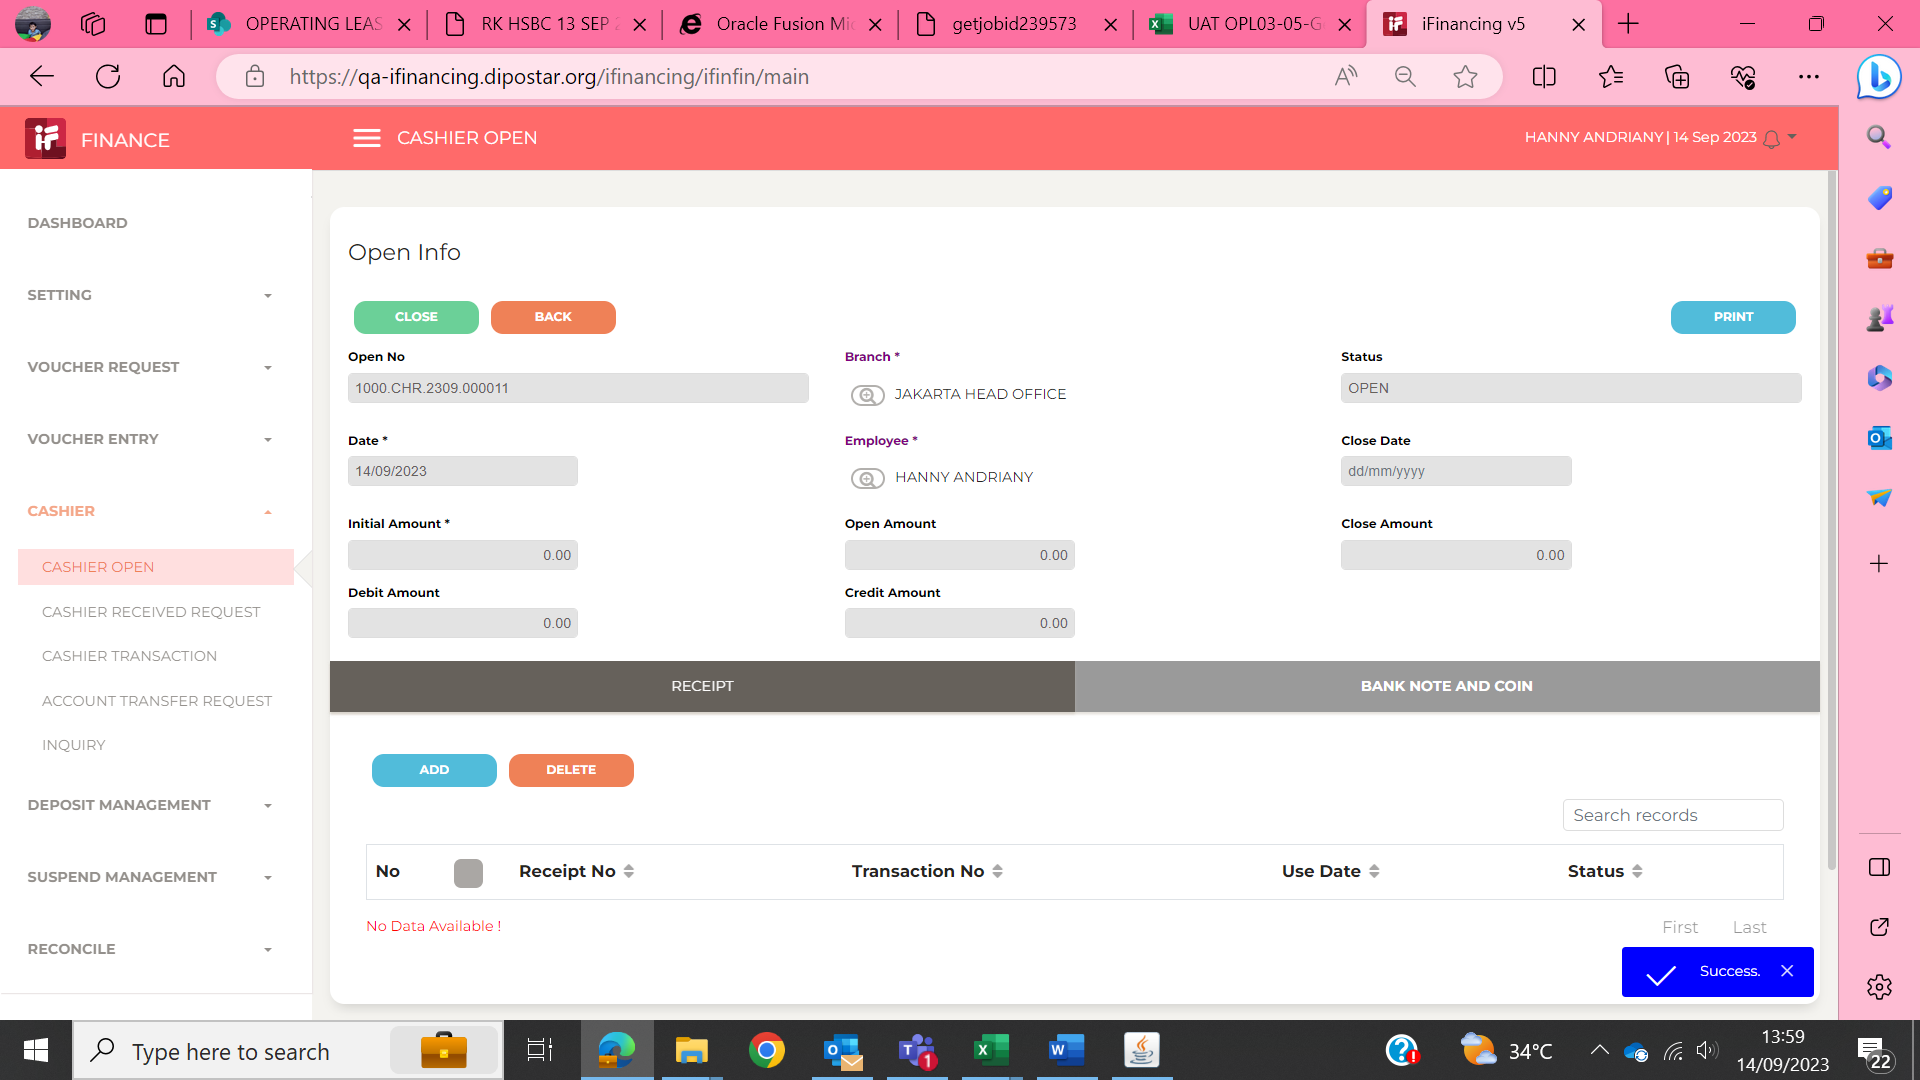 OPERATING LEAS
RK HSBC 13 SEP 2
Oracle Fusion Mid
getjobid239573
UAT OPL03-05-G
iFinancing v5
https://qa-ifinancing.dipostar.org/ifinancing/ifinfin/main
iF FINANCE
CASHIER OPEN
HANNY ANDRIANY | 14 Sep 2023
DASHBOARD
SETTING
VOUCHER REQUEST
VOUCHER ENTRY
CASHIER
CASHIER OPEN
CASHIER RECEIVED REQUEST
CASHIER TRANSACTION
ACCOUNT TRANSFER REQUEST
INQUIRY
DEPOSIT MANAGEMENT
SUSPEND MANAGEMENT
RECONCILE
Open Info
CLOSE BACK PRINT
Open No Branch * Status
1000.CHR.2309.000011 JAKARTA HEAD OFFICE OPEN
Date * Employee * Close Date
14/09/2023 HANNY ANDRIANY dd/mm/yyyy
Initial Amount * Open Amount Close Amount
0.00 0.00 0.00
Debit Amount Credit Amount
0.00 0.00
RECEIPT BANK NOTE AND COIN
ADD DELETE
Search records
No Receipt No Transaction No Use Date Status
No Data Available !
First Last
Success.
Type here to search
34°C
13:59
14/09/2023
22
1